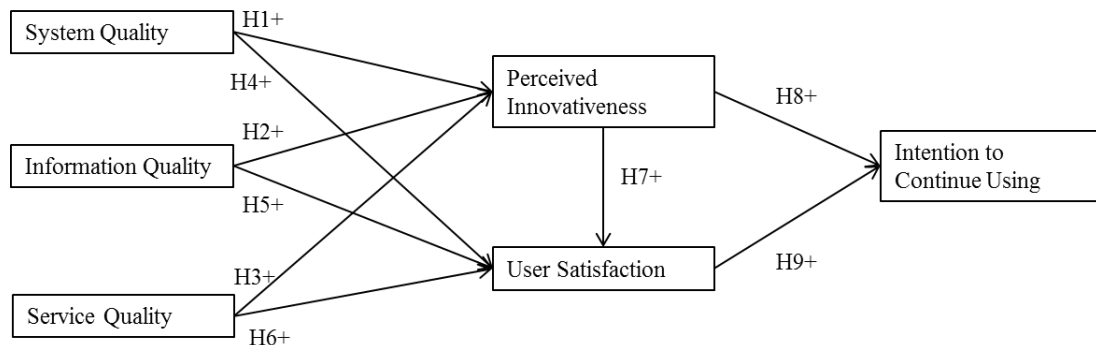 System Quality
H1+
H4+
Perceived
Innovativeness
H8+
H2+
Information Quality
Intention to
Continue Using
H7+
H5+
H3+
User Satisfaction
H9+
Service Quality
H6+